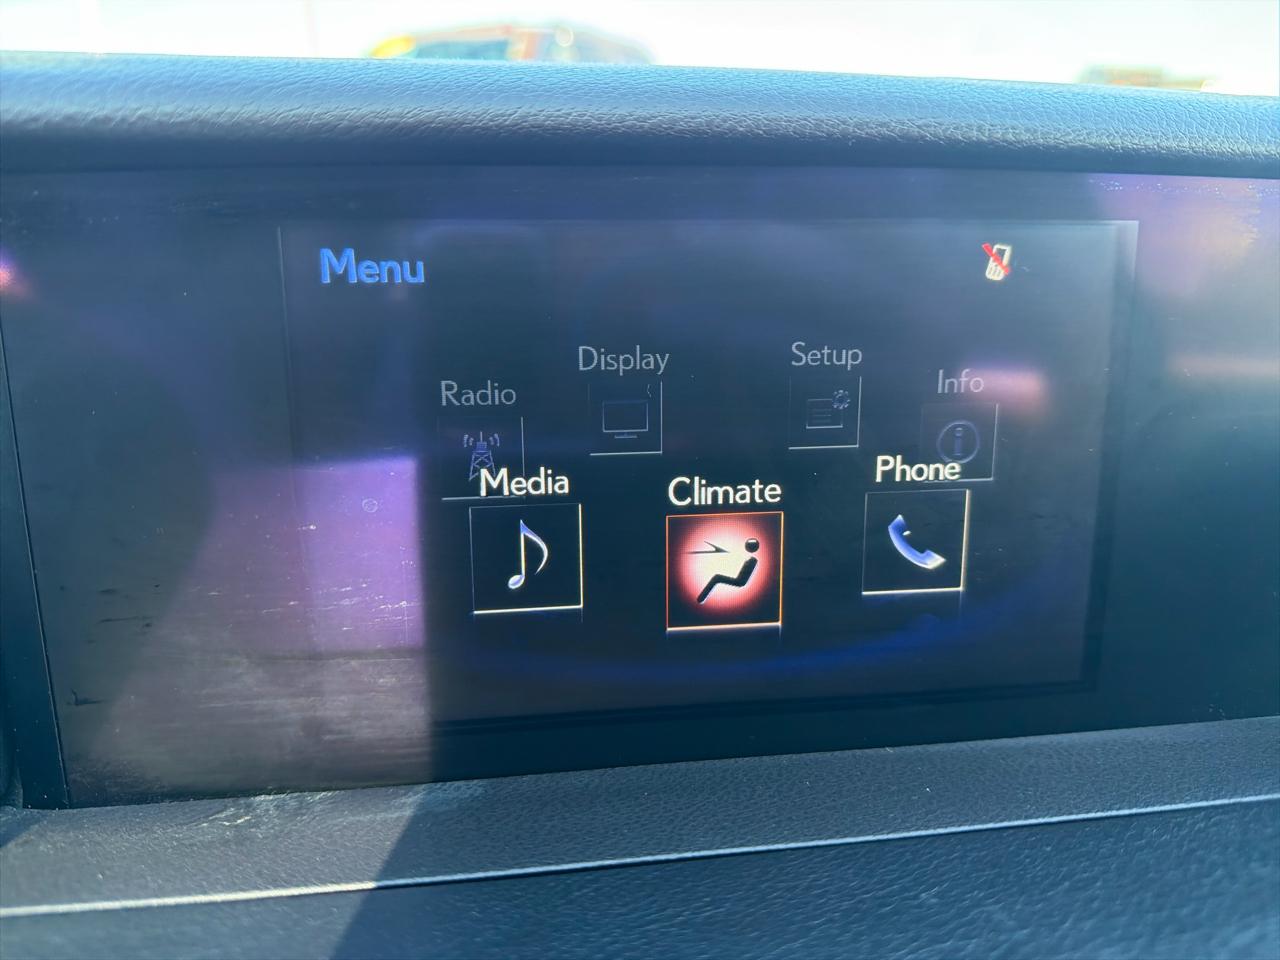 Menu
Display
Setup
Radio
Info
Media
Climate
Phone